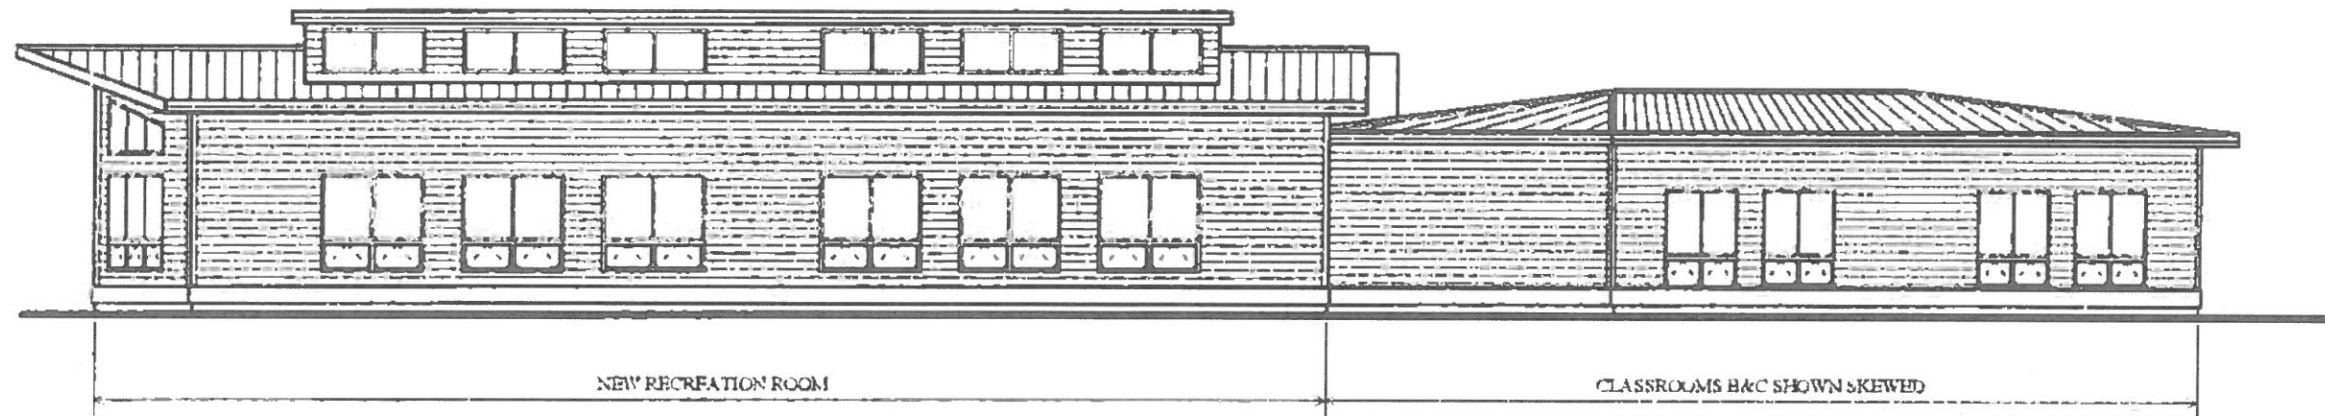 NEW RECREATION ROOM
CLASSROOMS B&C SHOWN SKEWED